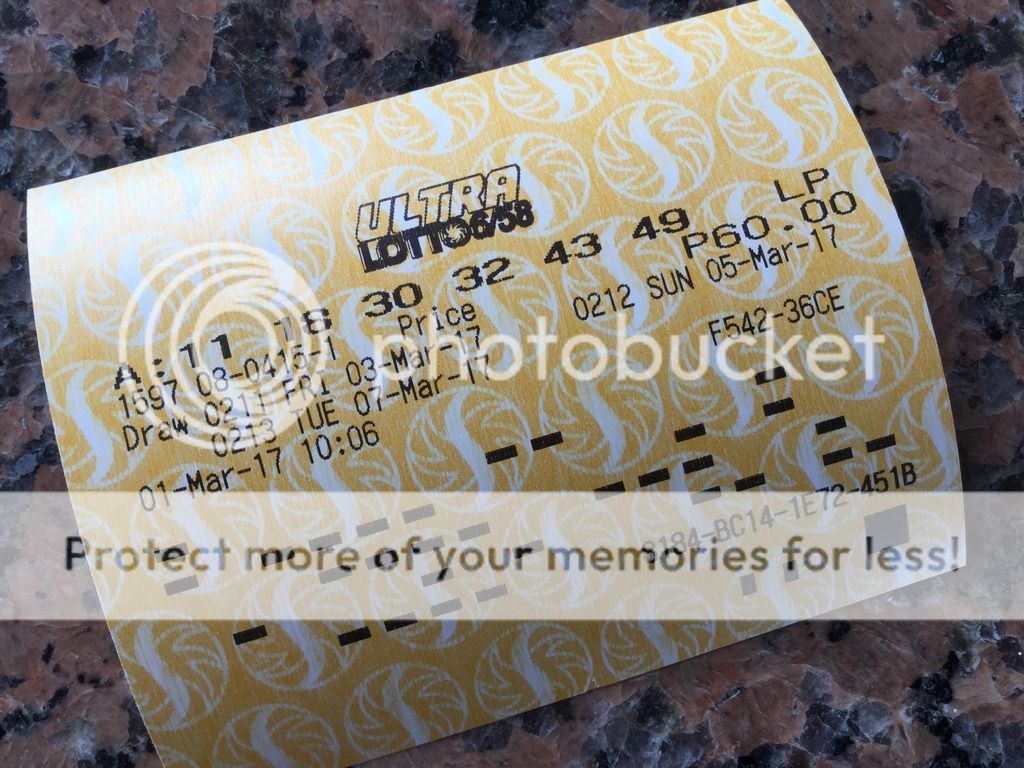 ULTRA
LOTTO 6/58
A:11 18 30 32 43 49 LP
Price P60.00
1597 08-0415-1
Draw 0211 FRI 03-Mar-17 0212 SUN 05-Mar-17
0213 TUE 07-Mar-17
01-Mar-17 10:06 F542-36CE
photobucket
8184-BC14-1E72-451B
Protect more of your memories for less!